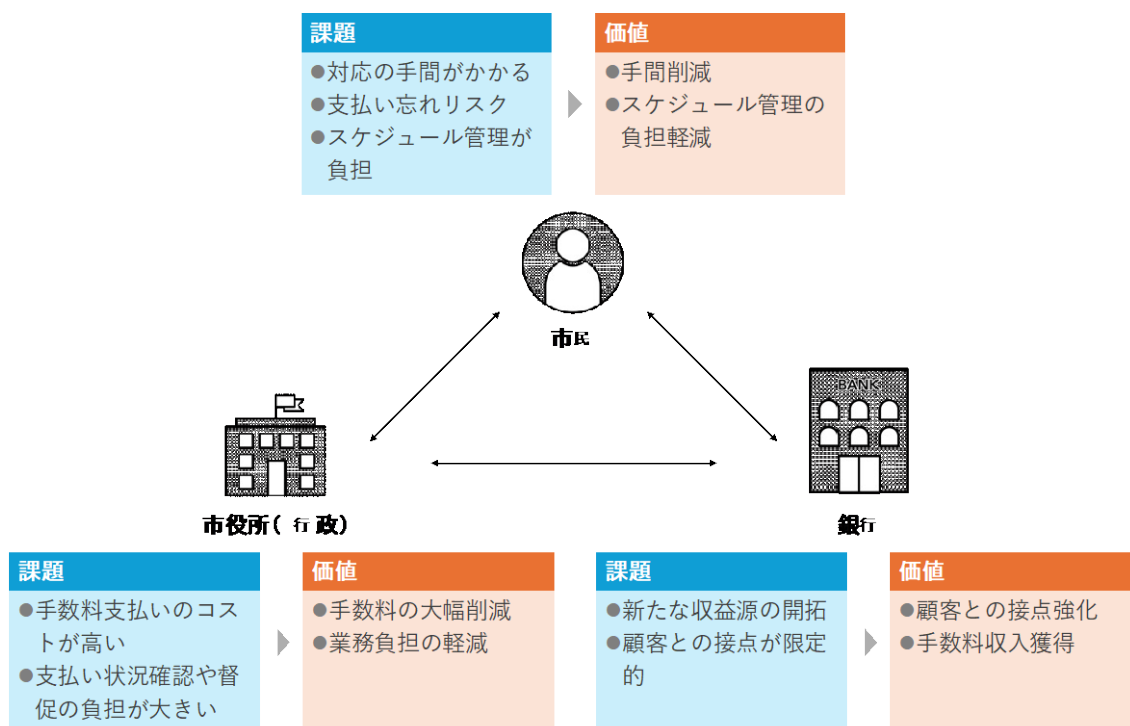 課題
●対応の手間がかかる
●支払い忘れリスク
●スケジュール管理が
負担
価値
●手間削減
●スケジュール管理の
負担軽減
市民
BANK
市役所( 行政)
銀行
課題
●手数料支払いのコス
トが高い
●支払い状況確認や督
促の負担が大きい
価値
●手数料の大幅削減
●業務負担の軽減
課題
●新たな収益源の開拓
●顧客との接点が限定
的
価値
●顧客との接点強化
●手数料収入獲得